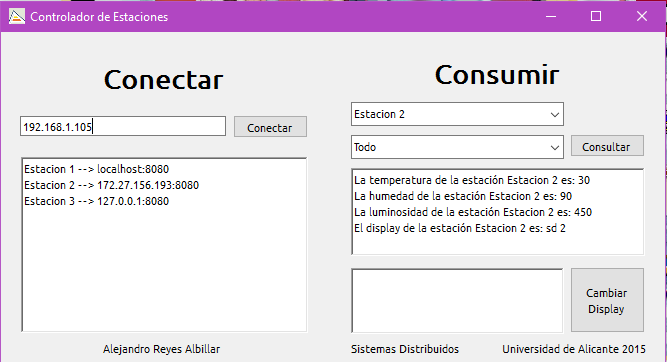 Controlador de Estaciones
Conectar
192.168.1.105
Conectar
Estacion 1 --> localhost:8080
Estacion 2 --> 172.27.156.193:8080
Estacion 3 --> 127.0.0.1:8080
Consumir
Estacion 2
Todo
Consultar
La temperatura de la estación Estacion 2 es: 30
La humedad de la estación Estacion 2 es: 90
La luminosidad de la estación Estacion 2 es: 450
El display de la estación Estacion 2 es: sd 2
Cambiar
Display
Alejandro Reyes Albillar
Sistemas Distribuidos
Universidad de Alicante 2015